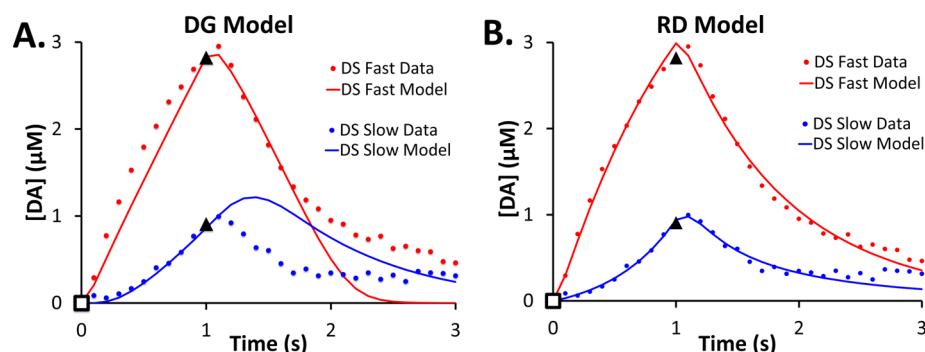 A.
DG Model
[DA] (μM)
3
2
1
0
0
1
2
3
Time (s)
DS Fast Data
DS Fast Model
DS Slow Data
DS Slow Model
B.
RD Model
[DA] (μM)
3
2
1
0
0
1
2
3
Time (s)
DS Fast Data
DS Fast Model
DS Slow Data
DS Slow Model